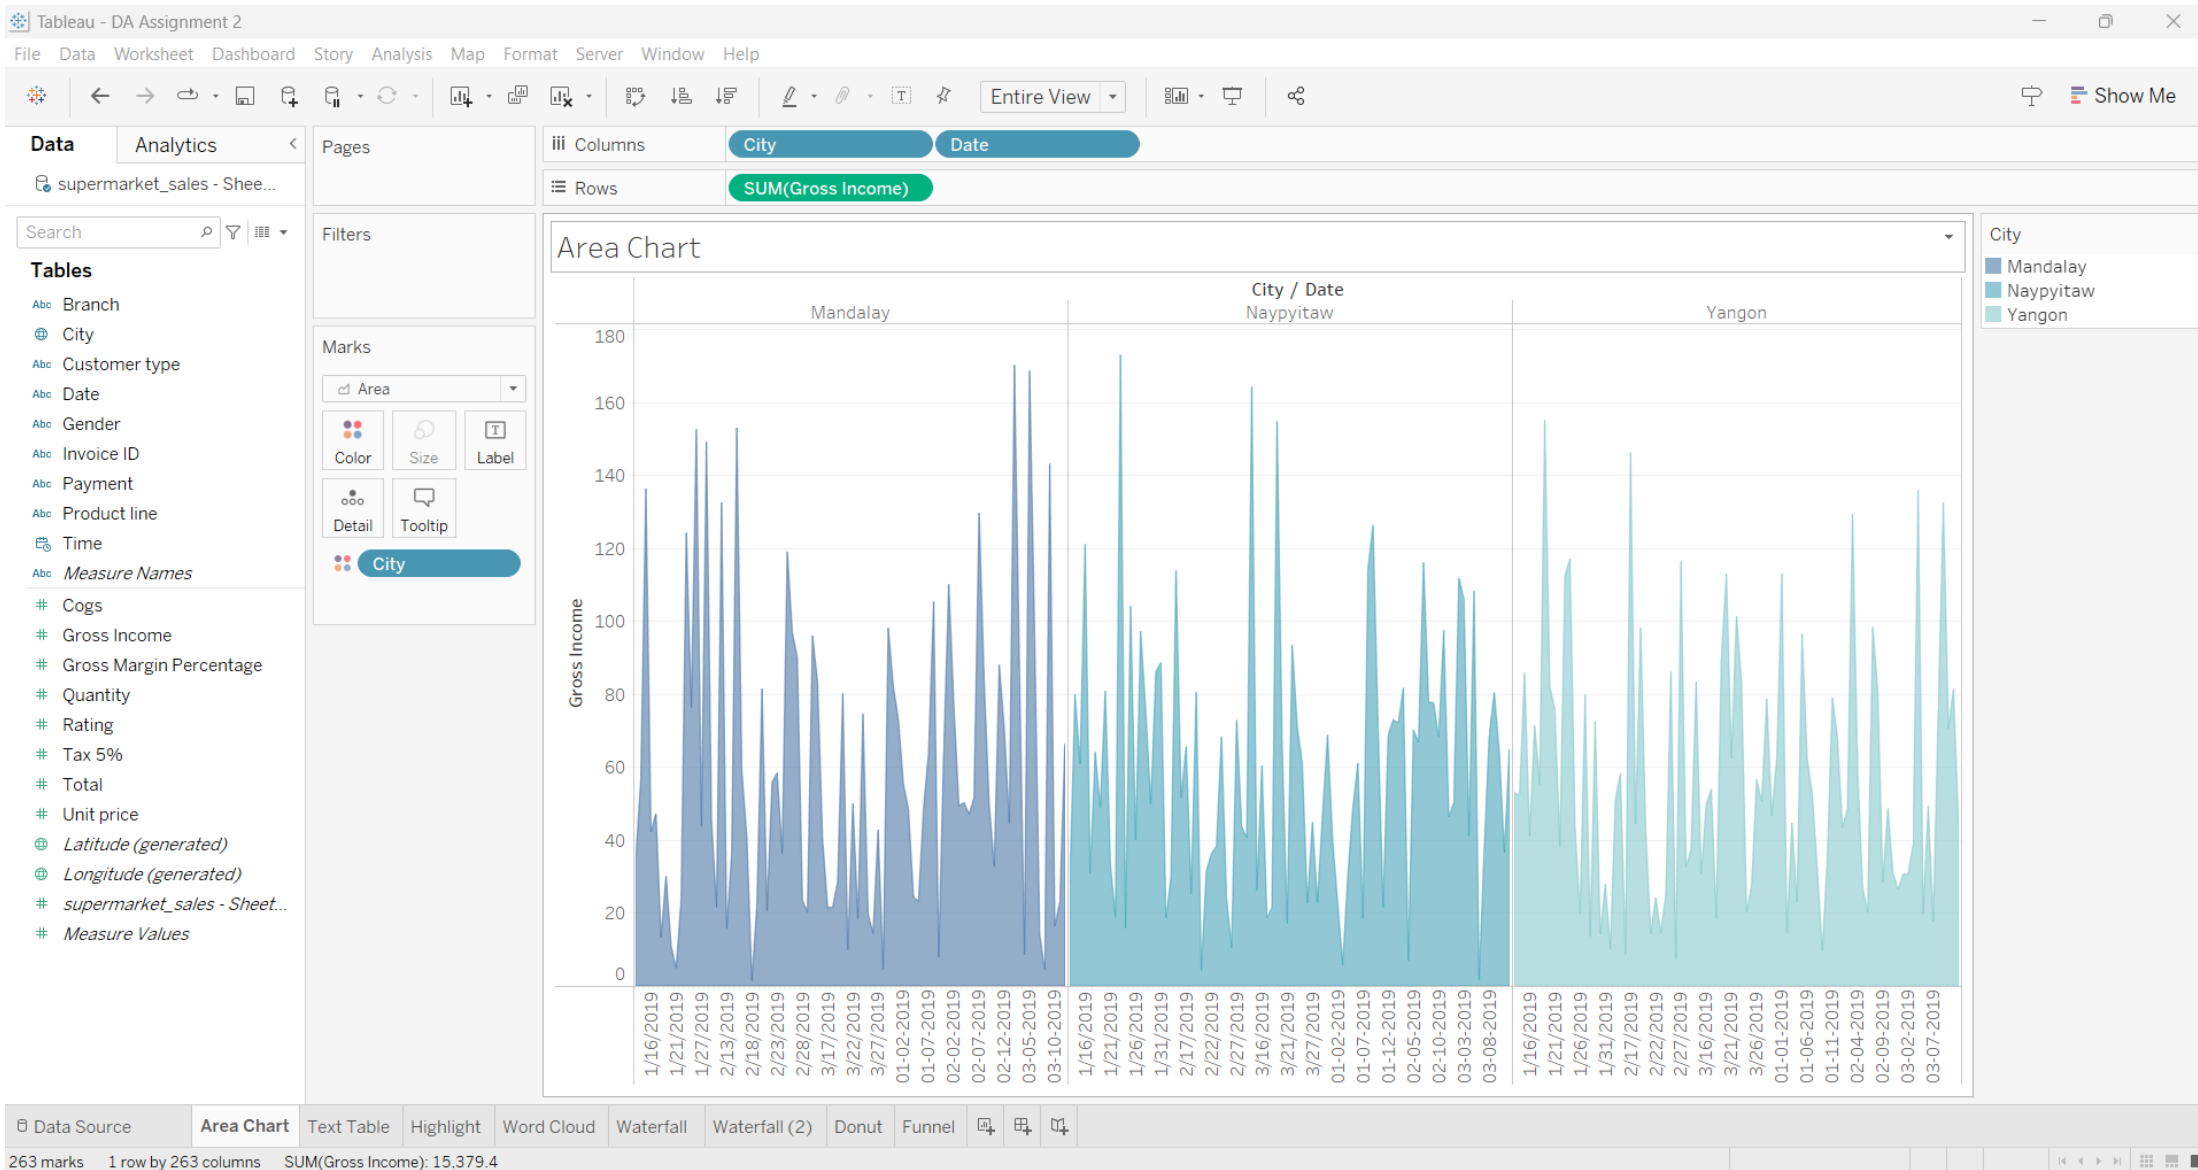 Tableau - DA Assignment 2
File Data Worksheet Dashboard Story Analysis Map Format Server Window Help
Entire View
Show Me
Data Analytics
supermarket_sales - Shee...
Search
Tables
Abc Branch
City
Abc Customer type
Abc Date
Abc Gender
Abc Invoice ID
Abc Payment
Abc Product line
Time
Abc Measure Names
# Cogs
# Gross Income
# Gross Margin Percentage
# Quantity
# Rating
# Tax 5%
# Total
# Unit price
Latitude (generated)
Longitude (generated)
# supermarket_sales - Sheet...
# Measure Values
Pages
Filters
Marks
Area
Color Size Label
Detail Tooltip
City
Columns City Date
Rows SUM(Gross Income)
Area Chart
City / Date
Mandalay Naypyitaw Yangon
Gross Income
180
160
140
120
100
80
60
40
20
0
1/16/2019
1/21/2019
1/27/2019
2/13/2019
2/18/2019
2/23/2019
2/28/2019
3/17/2019
3/22/2019
3/27/2019
01-02-2019
01-07-2019
02-02-2019
02-07-2019
02-12-2019
03-05-2019
03-10-2019
1/16/2019
1/21/2019
1/26/2019
1/31/2019
2/17/2019
2/22/2019
2/27/2019
3/16/2019
3/21/2019
3/27/2019
01-02-2019
01-07-2019
01-12-2019
02-05-2019
02-10-2019
03-03-2019
03-08-2019
1/16/2019
1/21/2019
1/26/2019
1/31/2019
2/17/2019
2/22/2019
2/27/2019
3/16/2019
3/21/2019
3/26/2019
01-01-2019
01-06-2019
01-11-2019
02-04-2019
02-09-2019
03-02-2019
03-07-2019
City
Mandalay
Naypyitaw
Yangon
Data Source Area Chart Text Table Highlight Word Cloud Waterfall Waterfall (2) Donut Funnel
263 marks 1 row by 263 columns SUM(Gross Income): 15,379.4